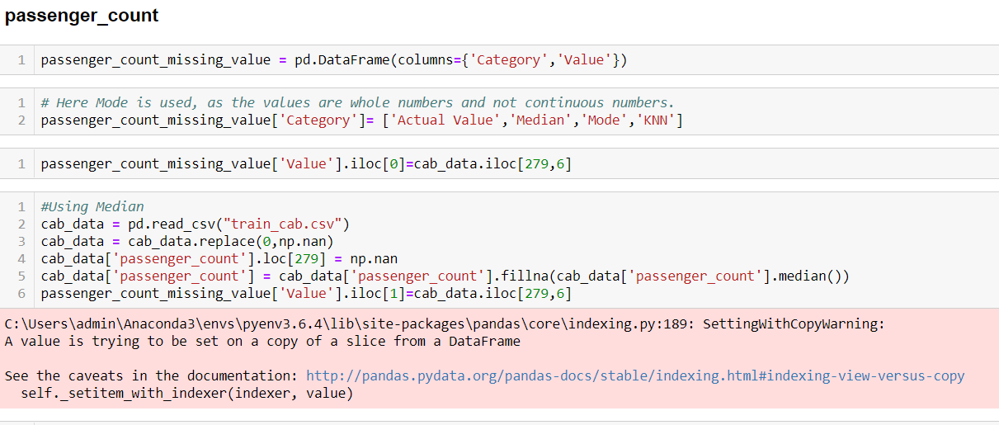 passenger_count
1 passenger_count_missing_value = pd.DataFrame(columns={'Category','Value'})
1 # Here Mode is used, as the values are whole numbers and not continuous numbers.
2 passenger_count_missing_value['Category']= ['Actual Value','Median','Mode','KNN']
1 passenger_count_missing_value['Value'].iloc[0]=cab_data.iloc[279,6]
1 #Using Median
2 cab_data = pd.read_csv("train_cab.csv")
3 cab_data = cab_data.replace(0,np.nan)
4 cab_data['passenger_count'].loc[279] = np.nan
5 cab_data['passenger_count'] = cab_data['passenger_count'].fillna(cab_data['passenger_count'].median())
6 passenger_count_missing_value['Value'].iloc[1]=cab_data.iloc[279,6]
C:\Users\admin\Anaconda3\envs\pyenv3.6.4\lib\site-packages\pandas\core\indexing.py:189: SettingWithCopyWarning:
A value is trying to be set on a copy of a slice from a DataFrame
See the caveats in the documentation: http://pandas.pydata.org/pandas-docs/stable/indexing.html#indexing-view-versus-copy
self._setitem_with_indexer(indexer, value)